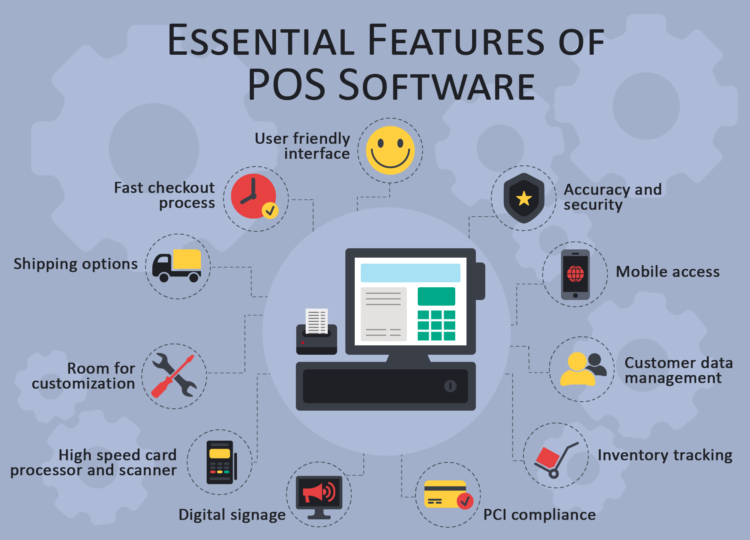 ESSENTIAL FEATURES OF
POS SOFTWARE
User friendly
interface
Fast checkout
process
Accuracy and
security
Shipping options
Mobile access
Room for
customization
Customer data
management
High speed card
processor and scanner
Inventory tracking
Digital signage
PCI compliance